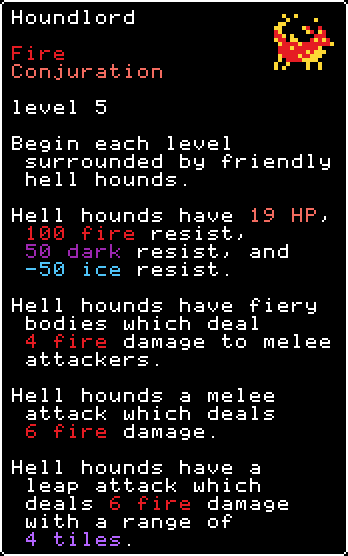 Houndlord
Fire
Conjuration
level 5
Begin each level
surrounded by friendly
hell hounds.
Hell hounds have 19 HP,
100 fire resist,
50 dark resist, and
-50 ice resist.
Hell hounds have fiery
bodies which deal
4 fire damage to melee
attackers.
Hell hounds a melee
attack which deals
6 fire damage.
Hell hounds have a
leap attack which
deals 6 fire damage
with a range of
4 tiles.